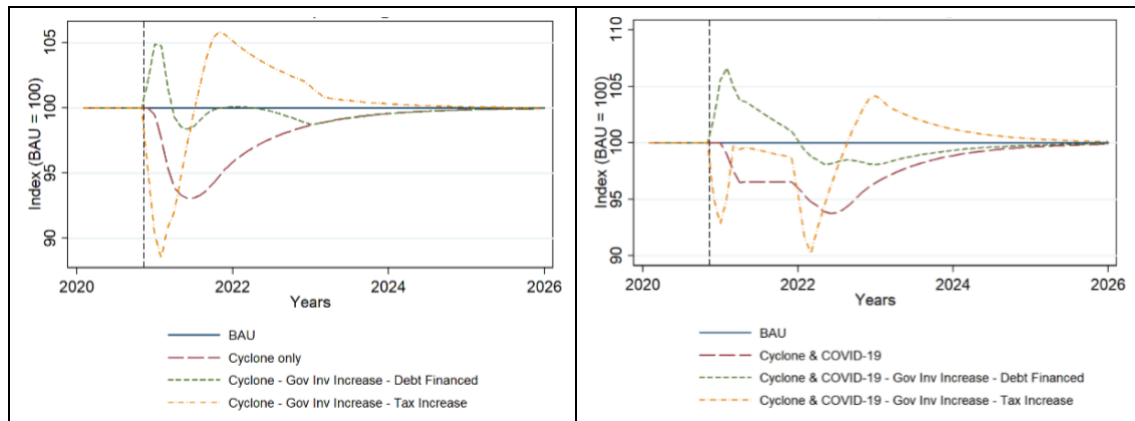 Index (BAU = 100)
105
100
95
90
2020 2022 2024 2026
Years
BAU
Cyclone only
Cyclone - Gov Inv Increase - Debt Financed
Cyclone - Gov Inv Increase - Tax Increase
Index (BAU = 100)
110
105
100
95
90
2020 2022 2024 2026
Years
BAU
Cyclone & COVID-19
Cyclone & COVID-19 - Gov Inv Increase - Debt Financed
Cyclone & COVID-19 - Gov Inv Increase - Tax Increase